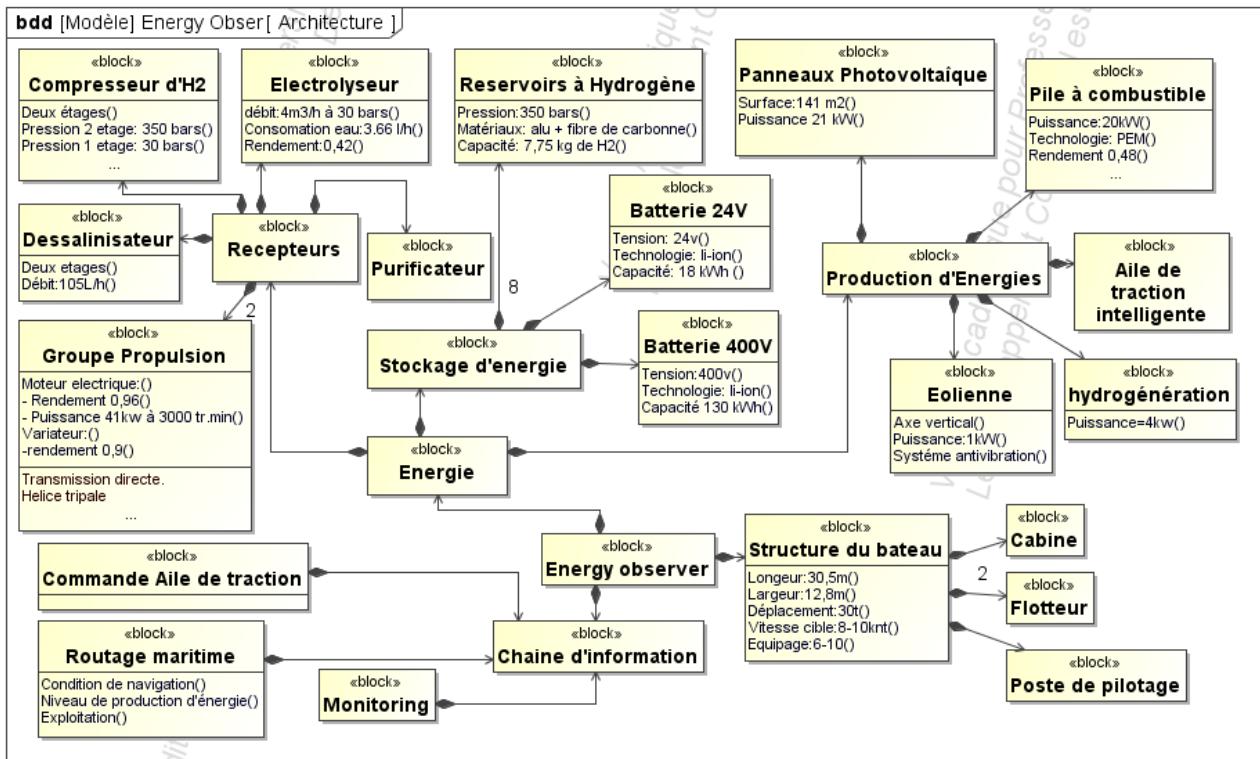 bdd [Modèle] Energy Obser[ Architecture ]
«block»
Compresseur d'H2
Deux étages()
Pression 2 etage: 350 bars()
Pression 1 etage: 30 bars()
...
«block»
Electrolyseur
débit:4m3/h à 30 bars()
Consomation eau:3.66 l/h()
Rendement:0,42()
«block»
Reservoirs à Hydrogène
Pression:350 bars()
Matériaux: alu + fibre de carbonne()
Capacité: 7,75 kg de H2()
«block»
Panneaux Photovoltaîque
Surface:141 m2()
Puissance 21 kW()
«block»
Pile à combustible
Puissance:20kW()
Technologie: PEM()
Rendement 0,48()
...
«block»
Dessalinisateur
Deux etages()
Débit:105L/h()
«block»
Recepteurs
«block»
Purificateur
«block»
Batterie 24V
Tension: 24v()
Technologie: li-ion()
Capacité: 18 kWh ()
«block»
Production d'Energies
«block»
Aile de
traction
intelligente
2
8
«block»
Groupe Propulsion
Moteur electrique:()
- Rendement 0,96()
- Puissance 41kw à 3000 tr.min()
Variateur:()
-rendement 0,9()
Transmission directe.
Helice tripale
...
«block»
Stockage d'energie
«block»
Batterie 400V
Tension:400v()
Technologie: li-ion()
Capacité 130 kWh()
«block»
Eolienne
Axe vertical()
Puissance:1kW()
Systéme antivibration()
«block»
hydrogénération
Puissance=4kw()
«block»
Energie
«block»
Energy observer
«block»
Structure du bateau
Longeur:30,5m()
Largeur:12,8m()
Déplacement:30t()
Vitesse cible:8-10knt()
Equipage:6-10()
«block»
Cabine
2
«block»
Flotteur
«block»
Poste de pilotage
«block»
Commande Aile de traction
«block»
Routage maritime
Condition de navigation()
Niveau de production d'énergie()
Exploitation()
«block»
Chaine d'information
«block»
Monitoring